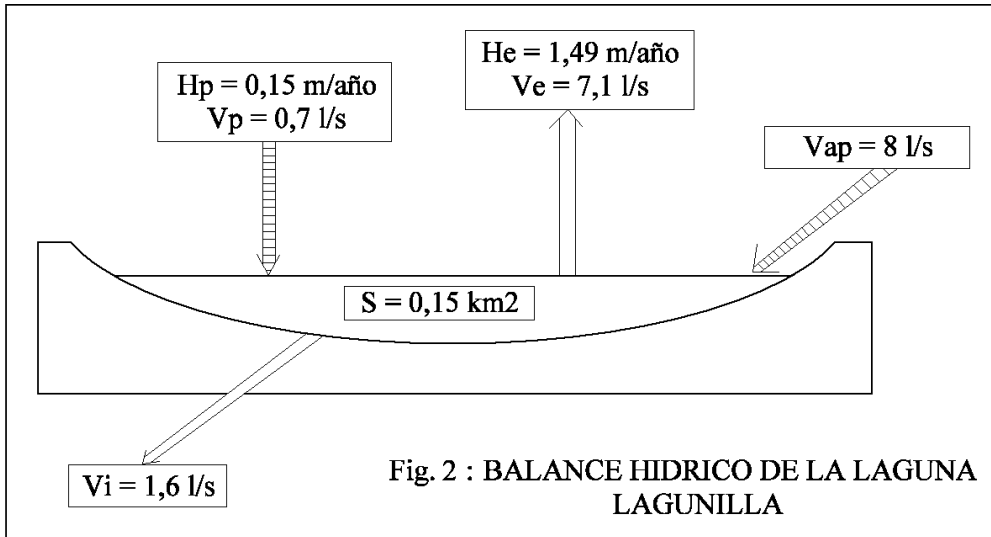 Hp = 0,15 m/año
Vp = 0,7 l/s
He = 1,49 m/año
Ve = 7,1 l/s
Vap = 8 l/s
S = 0,15 km2
Vi = 1,6 l/s
Fig. 2 : BALANCE HIDRICO DE LA LAGUNA
LAGUNILLA